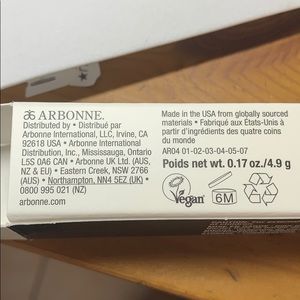 ARBONNE.
Distributed by • Distribué par
Arbonne International, LLC, Irvine, CA
92618 USA • Arbonne International
Distribution, Inc., Mississauga, Ontario
L5S 0A6 CAN • Arbonne UK Ltd. (AUS,
NZ & EU) • Eastern Creek, NSW 2766
(AUS) • Northampton, NN4 5EZ (UK) •
0800 995 021 (NZ)
arbonne.com
Made in the USA from globally sourced
materials • Fabriqué aux États-Unis à
partir d'ingrédients des quatre coins
du monde
AR04 01-02-03-04-05-07
Poids net wt. 0.17 oz./4.9 g
Vegan
6M